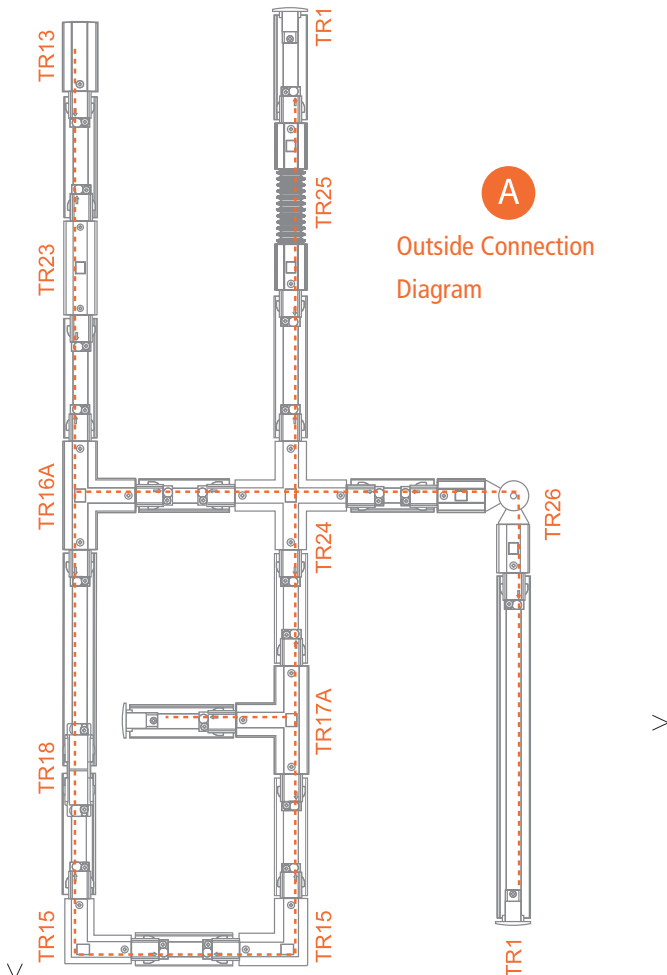 TR13
TR1
A
Outside Connection
Diagram
TR25
TR23
TR16A
TR24
TR26
TR17A
TR18
TR15
TR15
TR1